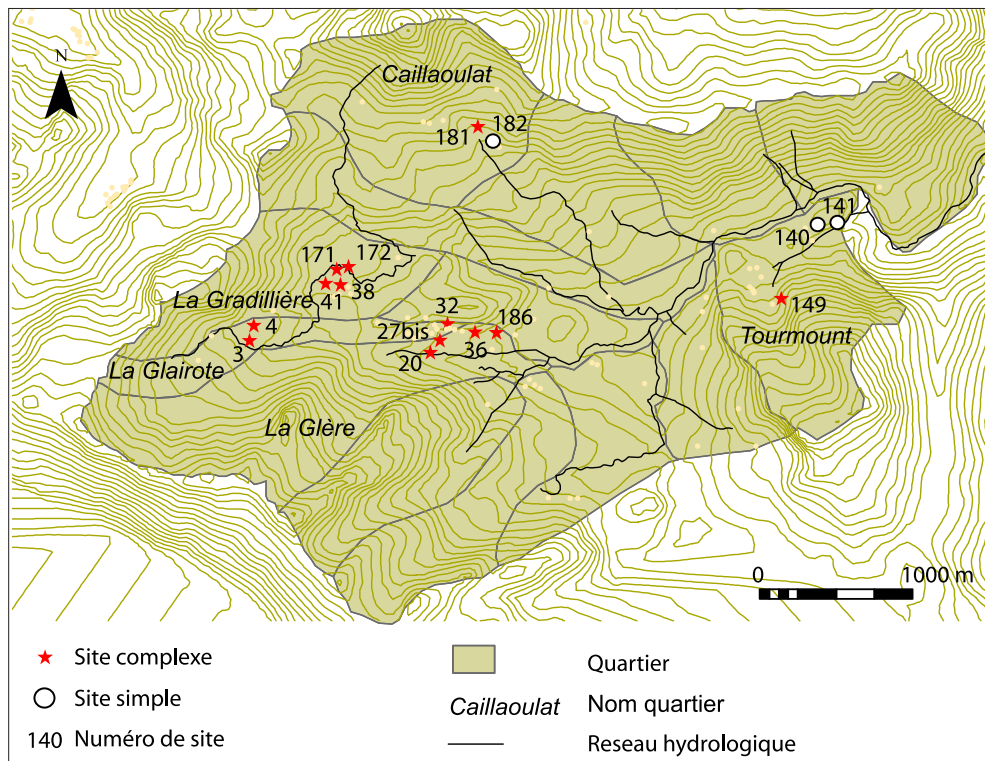 N
Caillaoulat
182
181
141
140
171
172
La Gradillière
41
38
149
4
32
186
27bis
Tourmount
3
36
20
La Glairote
La Glère
0
1000 m
Site complexe
Quartier
Site simple
Caillaoulat
Nom quartier
140
Numéro de site
Reseau hydrologique